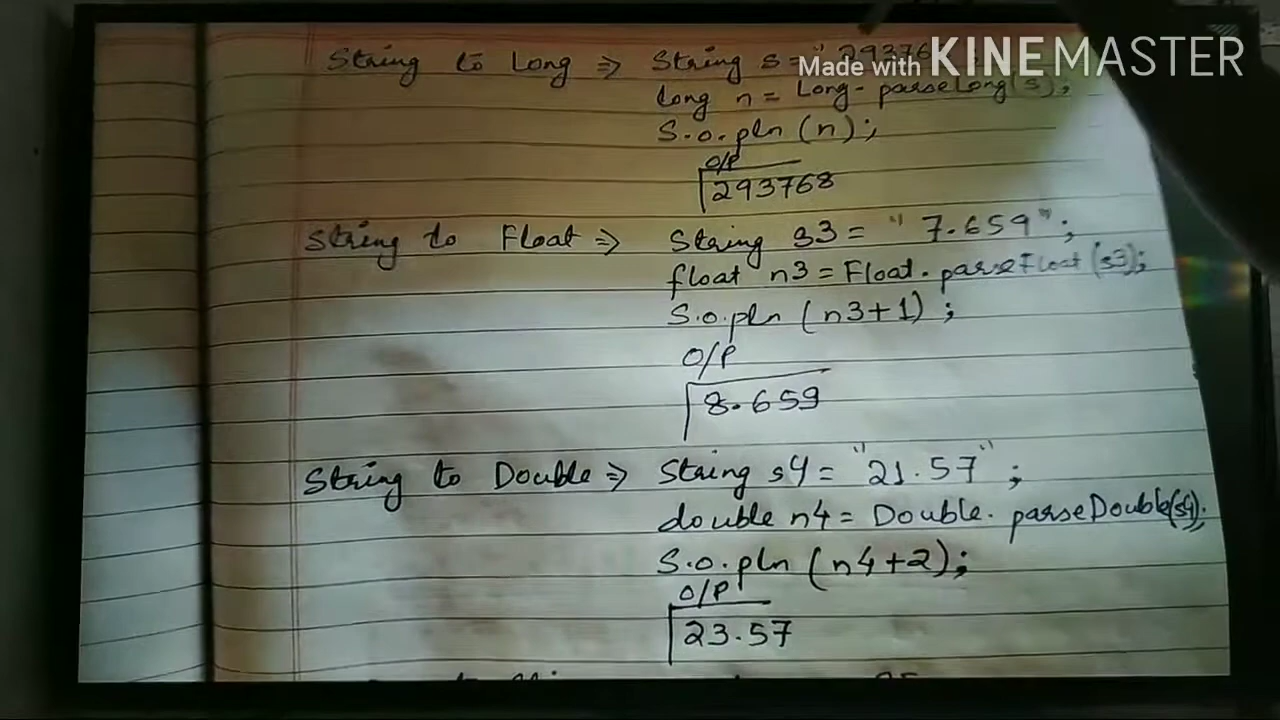 String to Long ⇒ String s = "29376
Made with KINEMASTER
long n = Long. parseLong(s);
S.o.pln (n);
O/P
293768
String to Float ⇒ String s3 = "7.659";
float n3 = Float. parseFloat (s3);
S.o.pln (n3+1);
O/P
8.659
String to Double ⇒ String s4 = "21.57";
double n4 = Double. parseDouble(s4);
S.o.pln (n4+2);
O/P
23.57